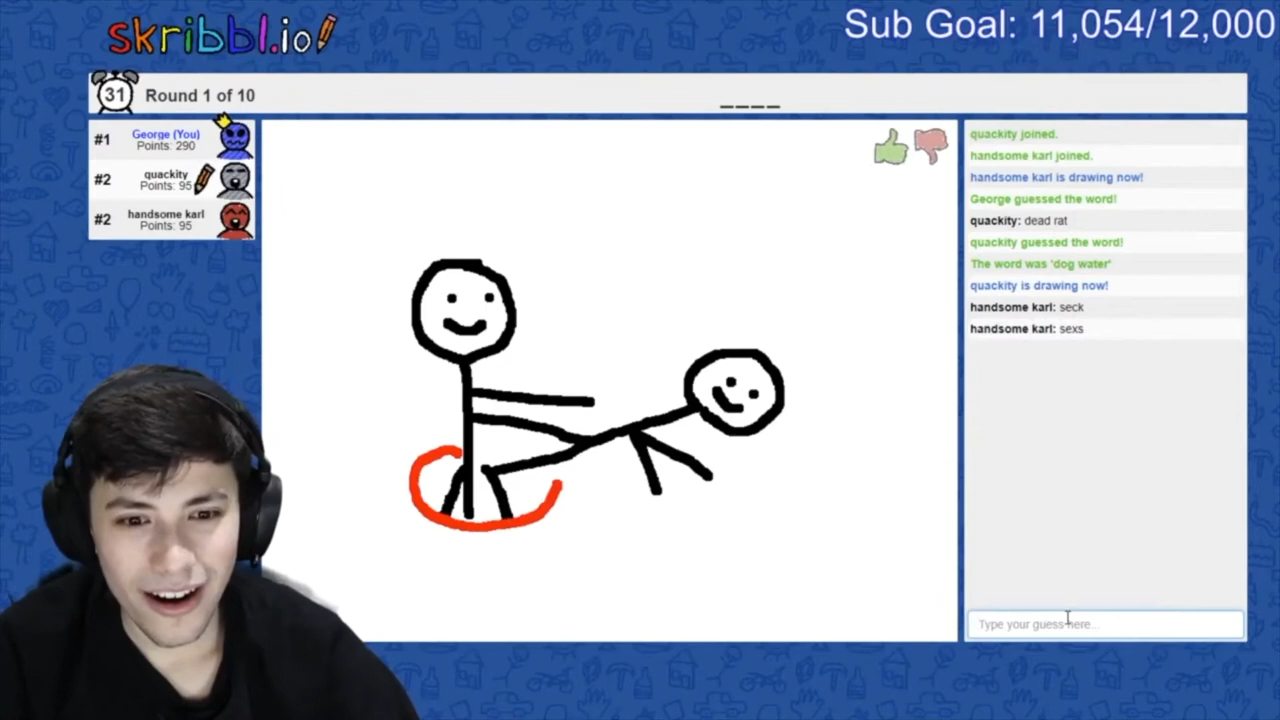 skribbl.io
Sub Goal: 11,054/12,000
31
Round 1 of 10
____
#1
George (You)
Points: 290
#2
quackity
Points: 95
#2
handsome karl
Points: 95
quackity joined.
handsome karl joined.
handsome karl is drawing now!
George guessed the word!
quackity: dead rat
quackity guessed the word!
The word was 'dog water'
quackity is drawing now!
handsome karl: seck
handsome karl: sexs
Type your guess here...